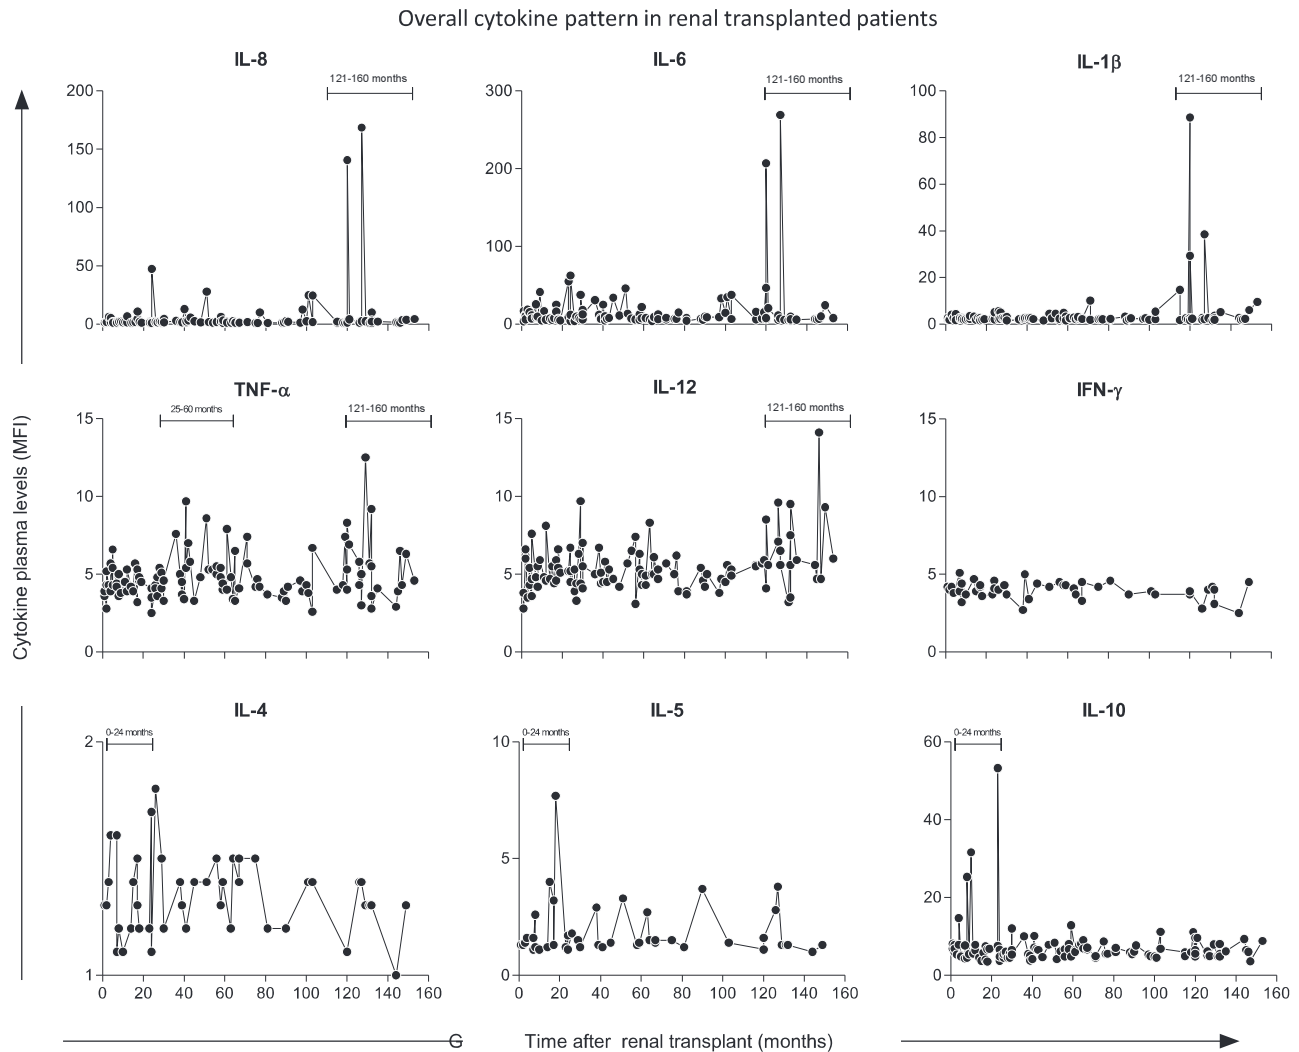 Overall cytokine pattern in renal transplanted patients
IL-8
IL-6
IL-1β
121-160 months
121-160 months
121-160 months
200
150
100
50
0
300
200
100
0
100
80
60
40
20
0
TNF-α
IL-12
IFN-γ
25-60 months
121-160 months
121-160 months
15
10
5
0
15
10
5
0
15
10
5
0
Cytokine plasma levels (MFI)
IL-4
IL-5
IL-10
0-24 months
0-24 months
0-24 months
2
1
10
5
0
60
40
20
0
0 20 40 60 80 100 120 140 160
0 20 40 60 80 100 120 140 160
0 20 40 60 80 100 120 140 160
G
Time after renal transplant (months)